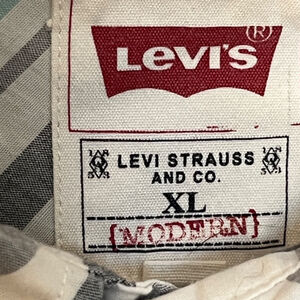 LEVI'S®
LEVI STRAUSS
AND CO.
XL
{MODERN}